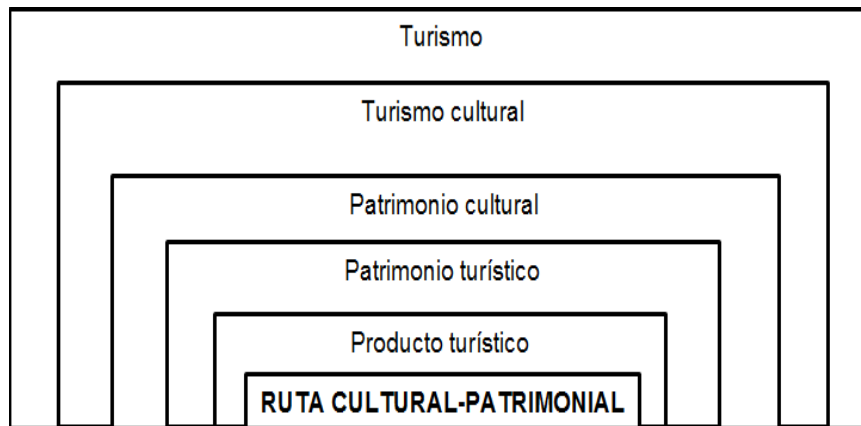 Turismo
Turismo cultural
Patrimonio cultural
Patrimonio turístico
Producto turístico
RUTA CULTURAL-PATRIMONIAL